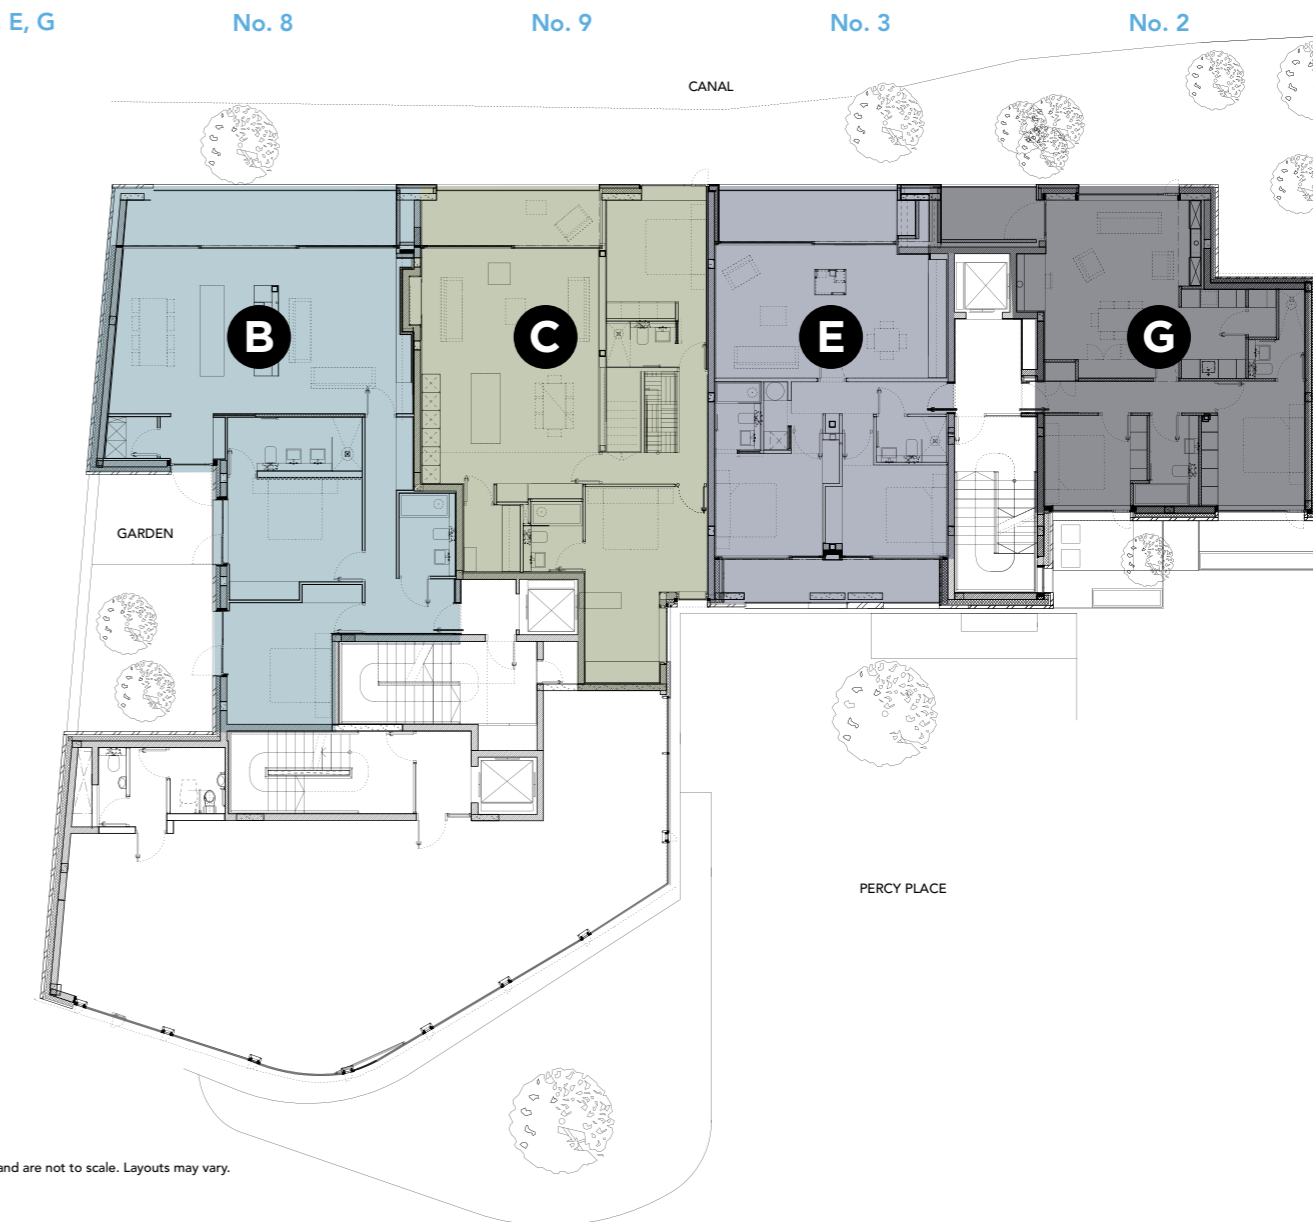 E, G
No. 8
No. 9
No. 3
No. 2
CANAL
B
C
E
G
GARDEN
PERCY PLACE
and are not to scale. Layouts may vary.